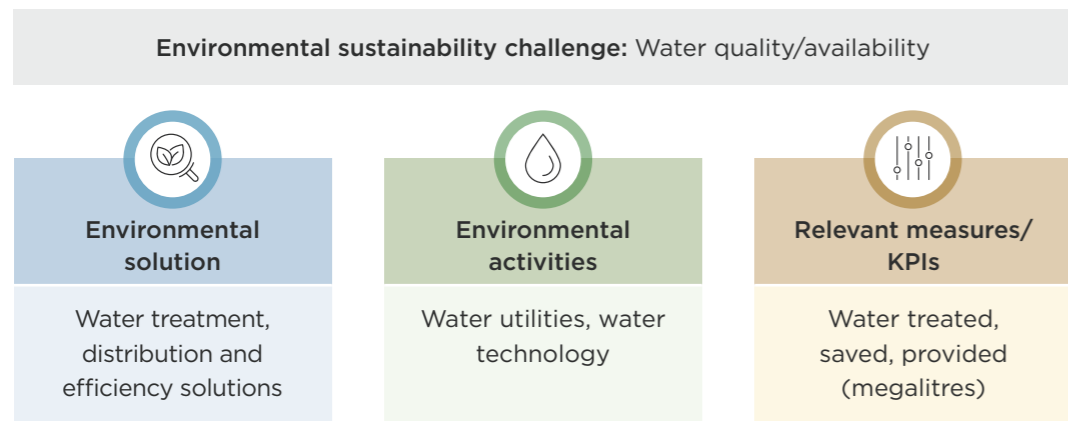 Environmental sustainability challenge: Water quality/availability
Environmental
solution
Water treatment,
distribution and
efficiency solutions
Environmental
activities
Water utilities, water
technology
Relevant measures/
KPIs
Water treated,
saved, provided
(megalitres)